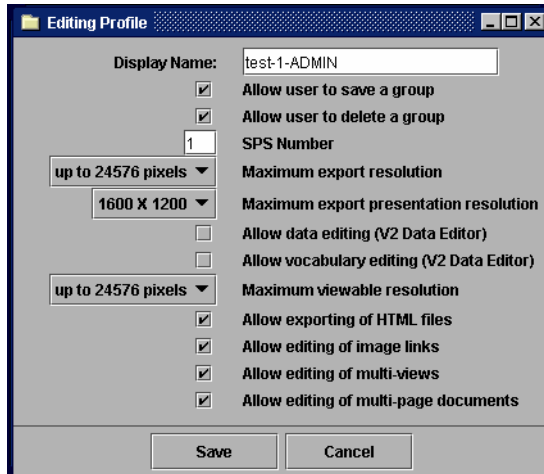 Editing Profile
Display Name: test-1-ADMIN
Allow user to save a group
Allow user to delete a group
1 SPS Number
up to 24576 pixels Maximum export resolution
1600 X 1200 Maximum export presentation resolution
Allow data editing (V2 Data Editor)
Allow vocabulary editing (V2 Data Editor)
up to 24576 pixels Maximum viewable resolution
Allow exporting of HTML files
Allow editing of image links
Allow editing of multi-views
Allow editing of multi-page documents
Save Cancel